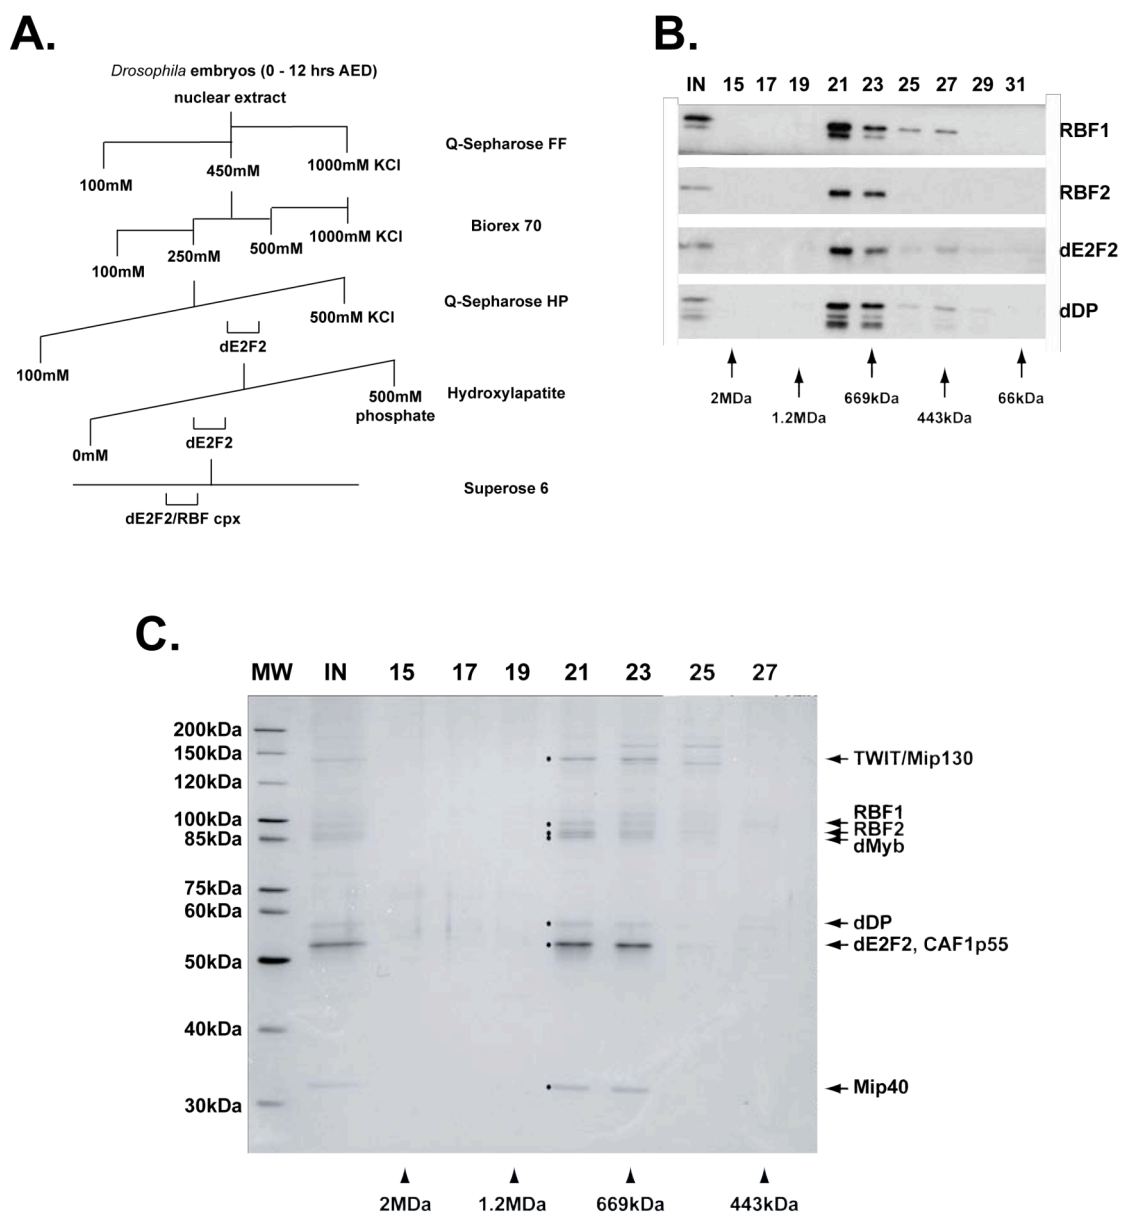 A.
Drosophila embryos (0 - 12 hrs AED)
nuclear extract
Q-Sepharose FF
100mM
450mM
1000mM KCl
Biorex 70
100mM
250mM
500mM
1000mM KCl
Q-Sepharose HP
500mM KCl
dE2F2
100mM
Hydroxylapatite
500mM
phosphate
dE2F2
0mM
Superose 6
dE2F2/RBF cpx
B.
IN 15 17 19 21 23 25 27 29 31
RBF1
RBF2
dE2F2
dDP
2MDa 1.2MDa 669kDa 443kDa 66kDa
C.
MW IN 15 17 19 21 23 25 27
200kDa
150kDa
120kDa
100kDa
85kDa
75kDa
60kDa
50kDa
40kDa
30kDa
TWIT/Mip130
RBF1
RBF2
dMyb
dDP
dE2F2, CAF1p55
Mip40
2MDa 1.2MDa 669kDa 443kDa